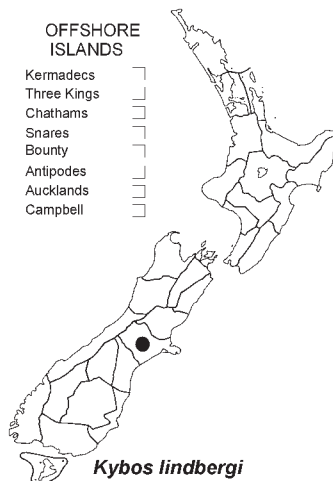 OFFSHORE
ISLANDS
Kermadecs
Three Kings
Chathams
Snares
Bounty
Antipodes
Aucklands
Campbell
Kybos lindbergi